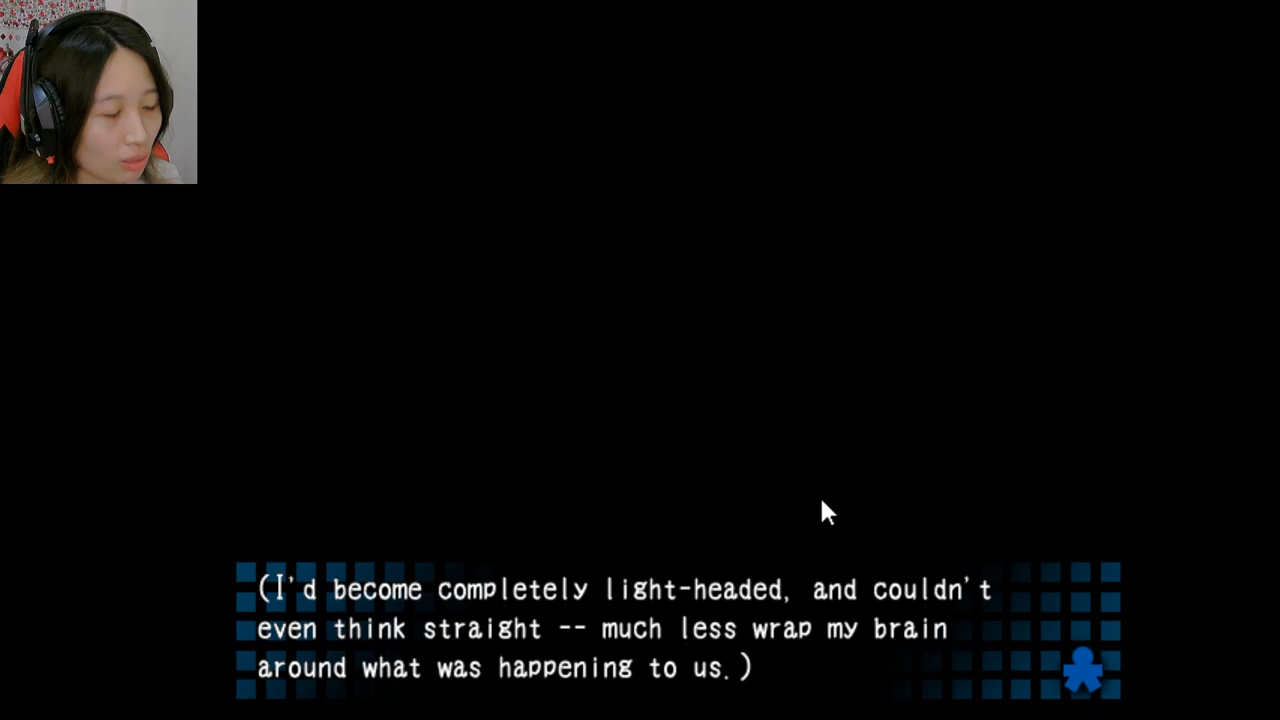 (I'd become completely light-headed, and couldn't
even think straight -- much less wrap my brain
around what was happening to us.)